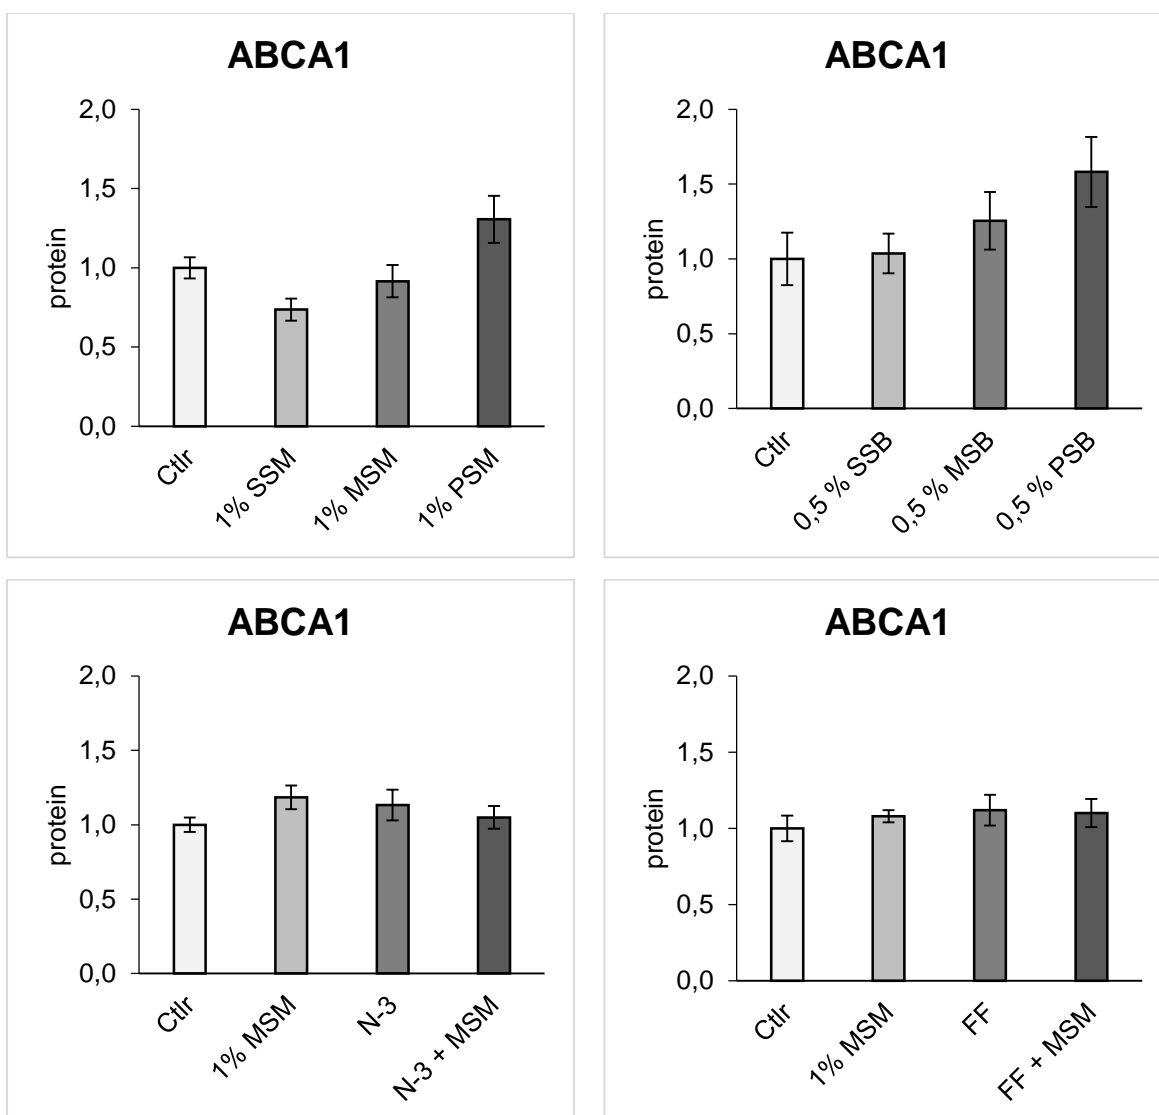 ABCA1
2,0
1,5
1,0
0,5
0,0
protein
Ctlr
1% SSM
1% MSM
1% PSM
ABCA1
2,0
1,5
1,0
0,5
0,0
protein
Ctlr
0,5 % SSB
0,5 % MSB
0,5 % PSB
ABCA1
2,0
1,5
1,0
0,5
0,0
protein
Ctlr
1% MSM
N-3
N-3 + MSM
ABCA1
2,0
1,5
1,0
0,5
0,0
protein
Ctlr
1% MSM
FF
FF + MSM